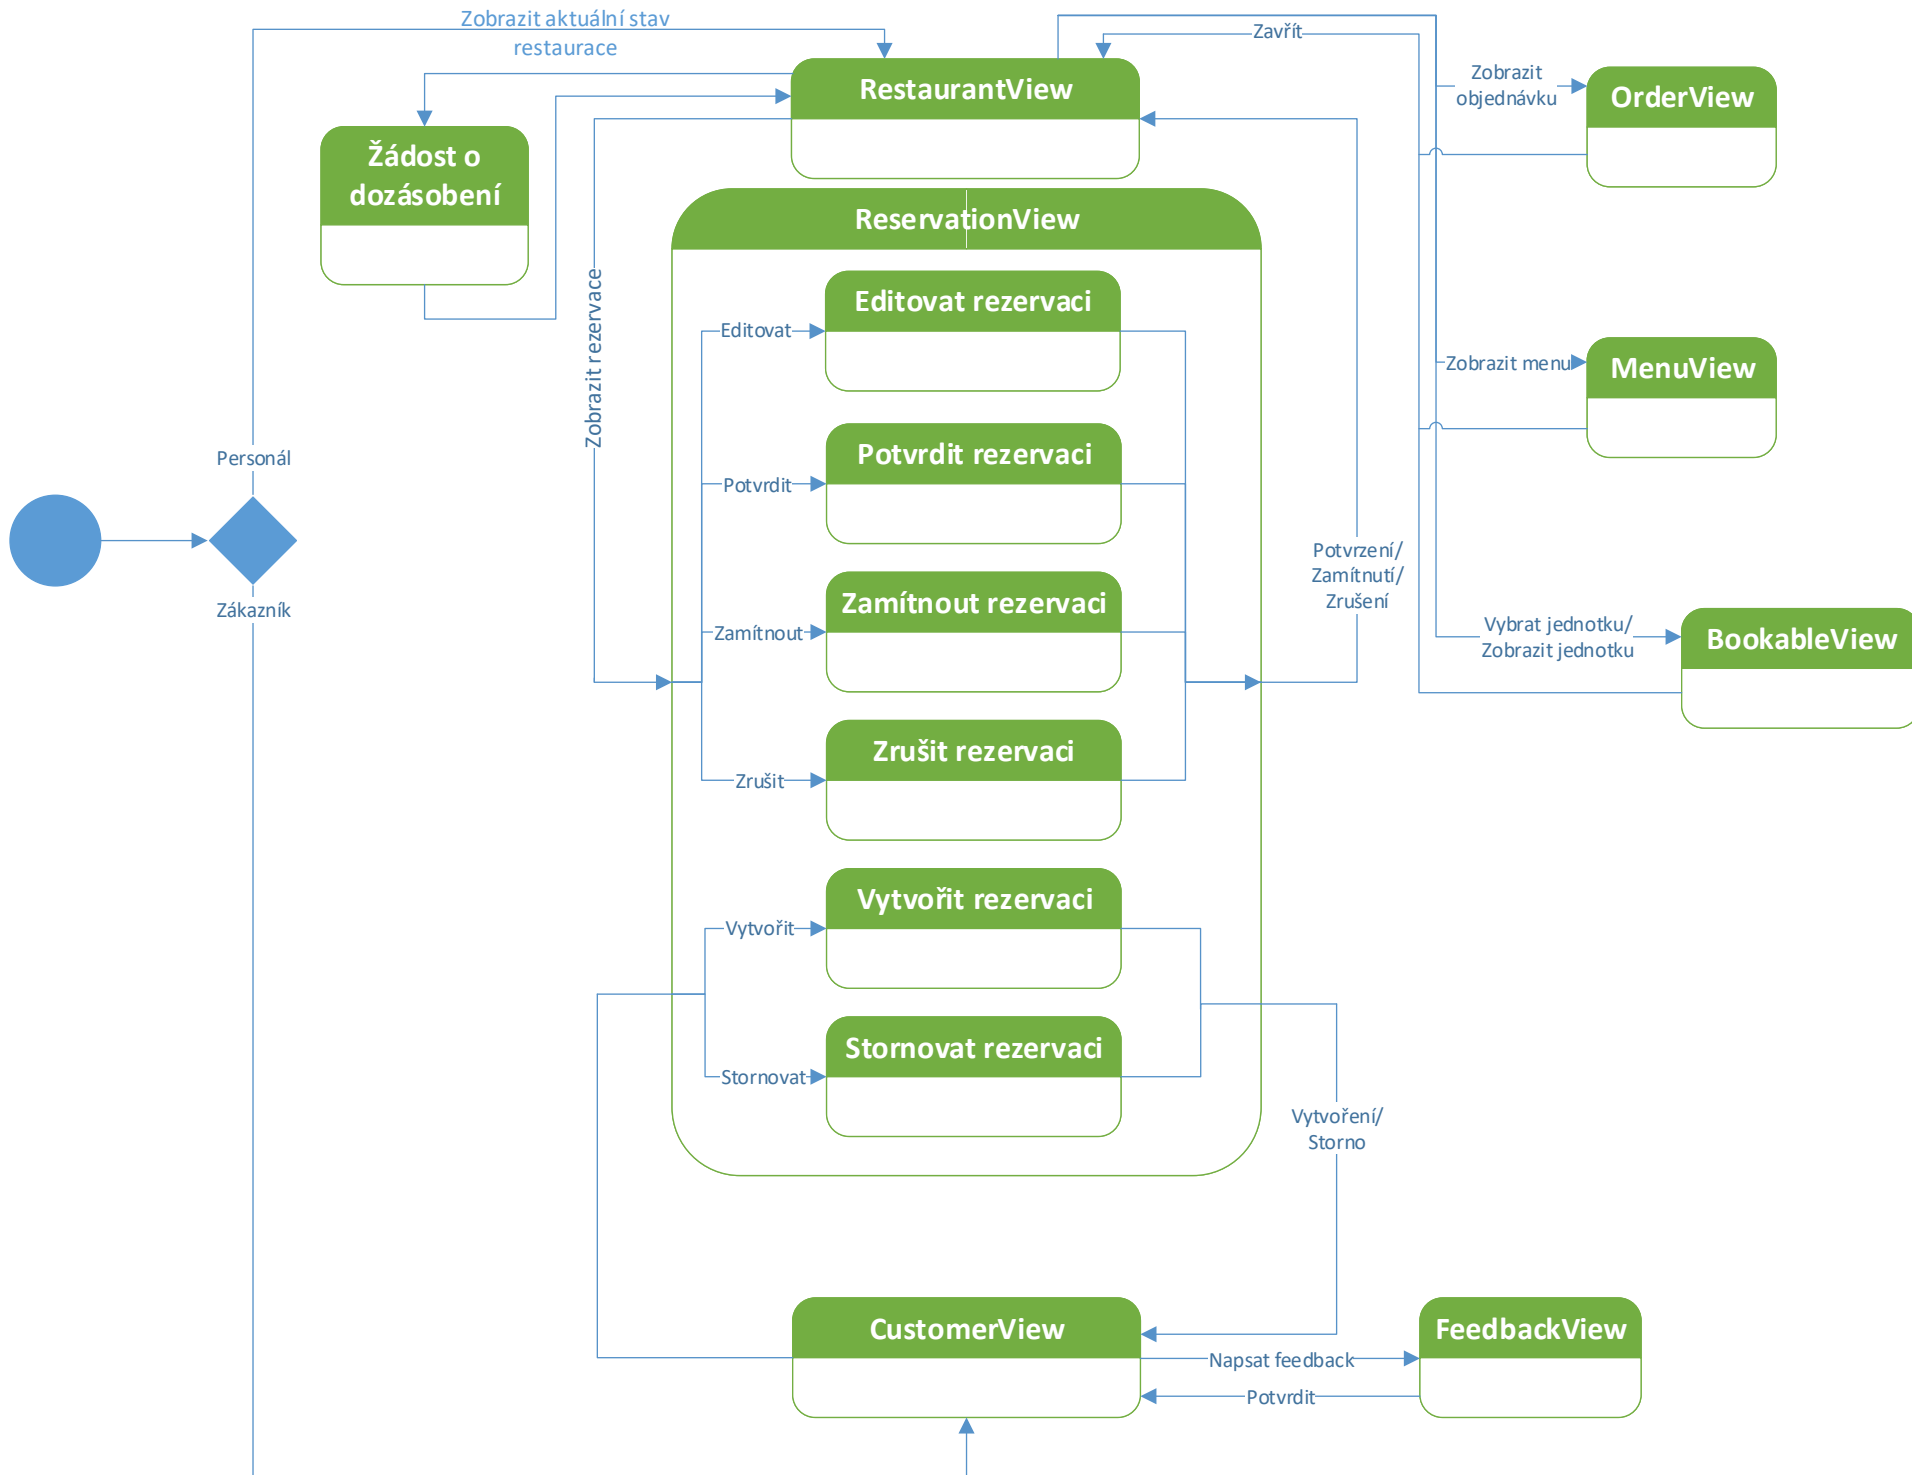 Zobrazit aktuální stav
restaurace
Zavřít
RestaurantView
Zobrazit
objednávku
OrderView
Žádost o
dozásobení
ReservationView
Zobrazit rezervace
Editovat rezervaci
Editovat
Zobrazit menu
MenuView
Potvrdit rezervaci
Potvrdit
Personál
Zákazník
Potvrzení/
Zamítnutí/
Zrušení
Zamítnout rezervaci
Zamítnout
Vybrat jednotku/
Zobrazit jednotku
BookableView
Zrušit rezervaci
Zrušit
Vytvořit rezervaci
Vytvořit
Stornovat rezervaci
Stornovat
Vytvoření/
Storno
CustomerView
FeedbackView
Napsat feedback
Potvrdit